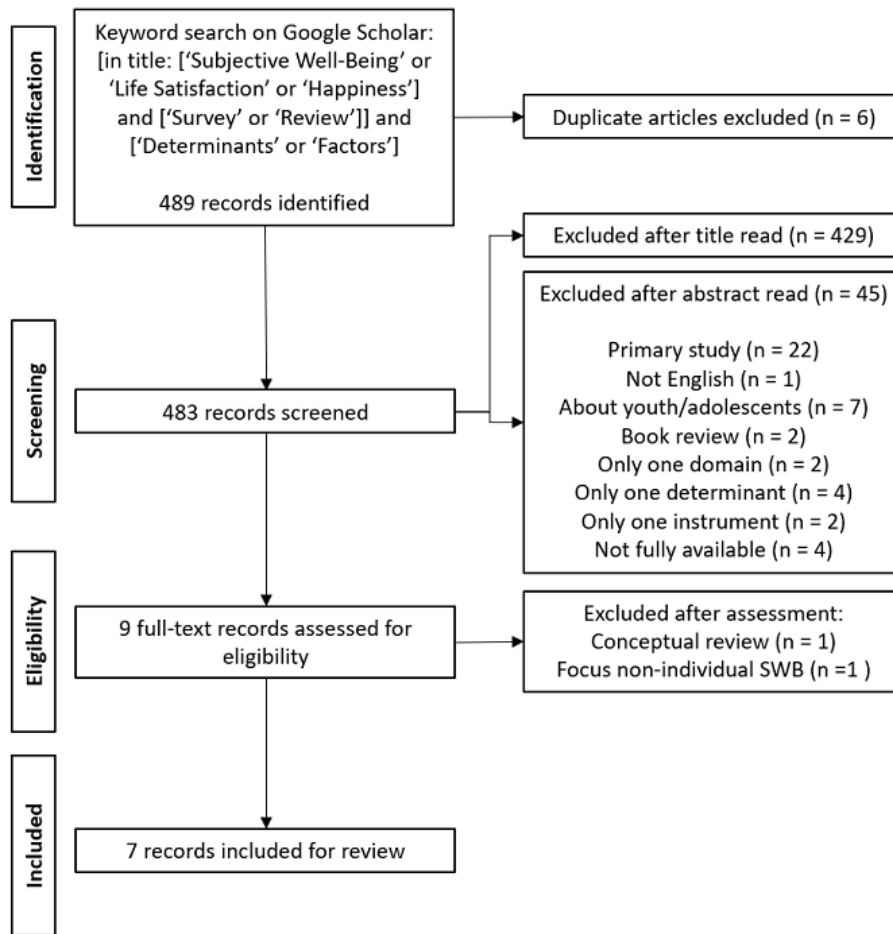 Identification
Keyword search on Google Scholar:
[in title: [‘Subjective Well-Being’ or
‘Life Satisfaction’ or ‘Happiness’]
and [‘Survey’ or ‘Review’]] and
[‘Determinants’ or ‘Factors’]
489 records identified
Duplicate articles excluded (n = 6)
Screening
483 records screened
Excluded after title read (n = 429)
Excluded after abstract read (n = 45)
Primary study (n = 22)
Not English (n = 1)
About youth/adolescents (n = 7)
Book review (n = 2)
Only one domain (n = 2)
Only one determinant (n = 4)
Only one instrument (n = 2)
Not fully available (n = 4)
Eligibility
9 full-text records assessed for
eligibility
Excluded after assessment:
Conceptual review (n = 1)
Focus non-individual SWB (n =1 )
Included
7 records included for review